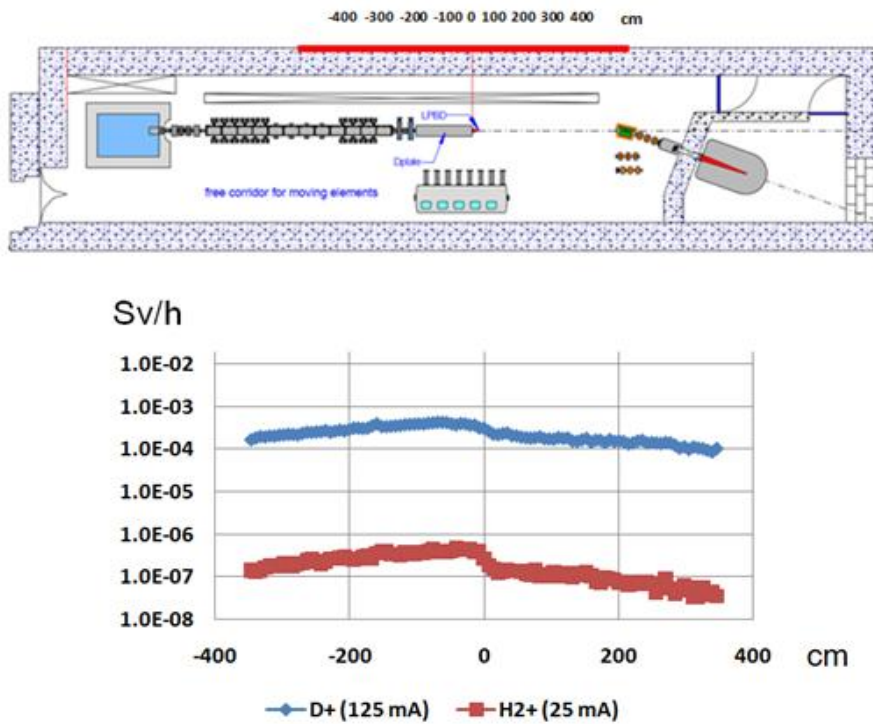 -400 -300 -200 -100 0 100 200 300 400 cm
LPBD
Dplate
free corridor for moving elements
Sv/h
1.0E-02
1.0E-03
1.0E-04
1.0E-05
1.0E-06
1.0E-07
1.0E-08
-400 -200 0 200 400 cm
D+ (125 mA) H2+ (25 mA)